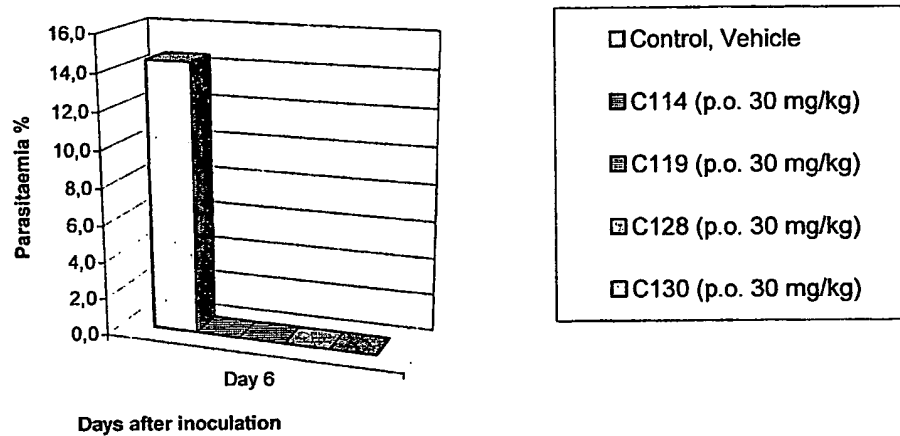 16,0
14,0
12,0
10,0
8,0
6,0
4,0
2,0
0,0
Parasitaemia %
Day 6
Days after inoculation
Control, Vehicle
C114 (p.o. 30 mg/kg)
C119 (p.o. 30 mg/kg)
C128 (p.o. 30 mg/kg)
C130 (p.o. 30 mg/kg)